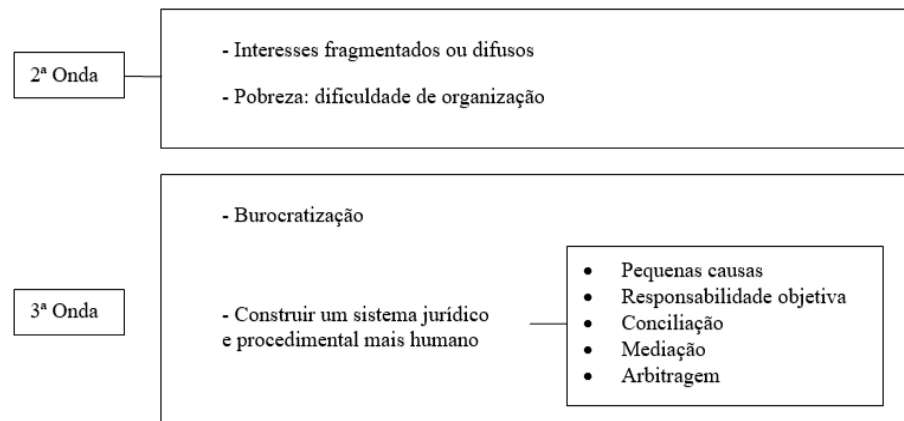 2ª Onda
- Interesses fragmentados ou difusos
- Pobreza: dificuldade de organização
3ª Onda
- Burocratização
- Construir um sistema jurídico
e procedimental mais humano
• Pequenas causas
• Responsabilidade objetiva
• Conciliação
• Mediação
• Arbitragem